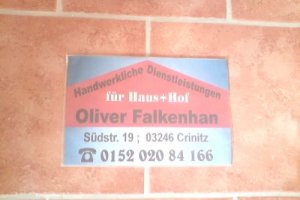 Handwerkliche Dienstleistungen
für Haus+Hof
Oliver Falkenhan
Südstr. 19 ; 03246 Crinitz
☎ 0152 020 84 166